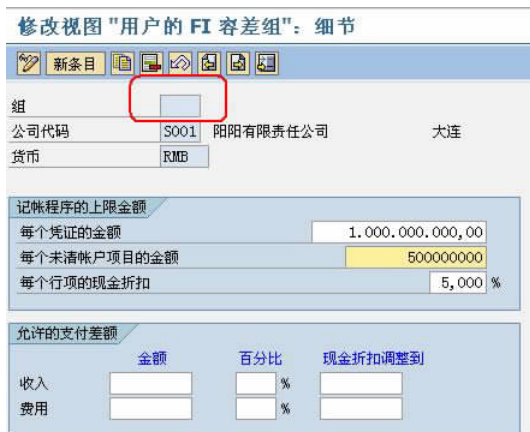 修改视图 "用户的 FI 容差组": 细节
新条目
组
公司代码 S001 阳阳有限责任公司 大连
货币 RMB
记帐程序的上限金额
每个凭证的金额 1.000.000.000,00
每个未清帐户项目的金额 500000000
每个行项的现金折扣 5,000 %
允许的支付差额
金额 百分比 现金折扣调整到
收入 %
费用 %